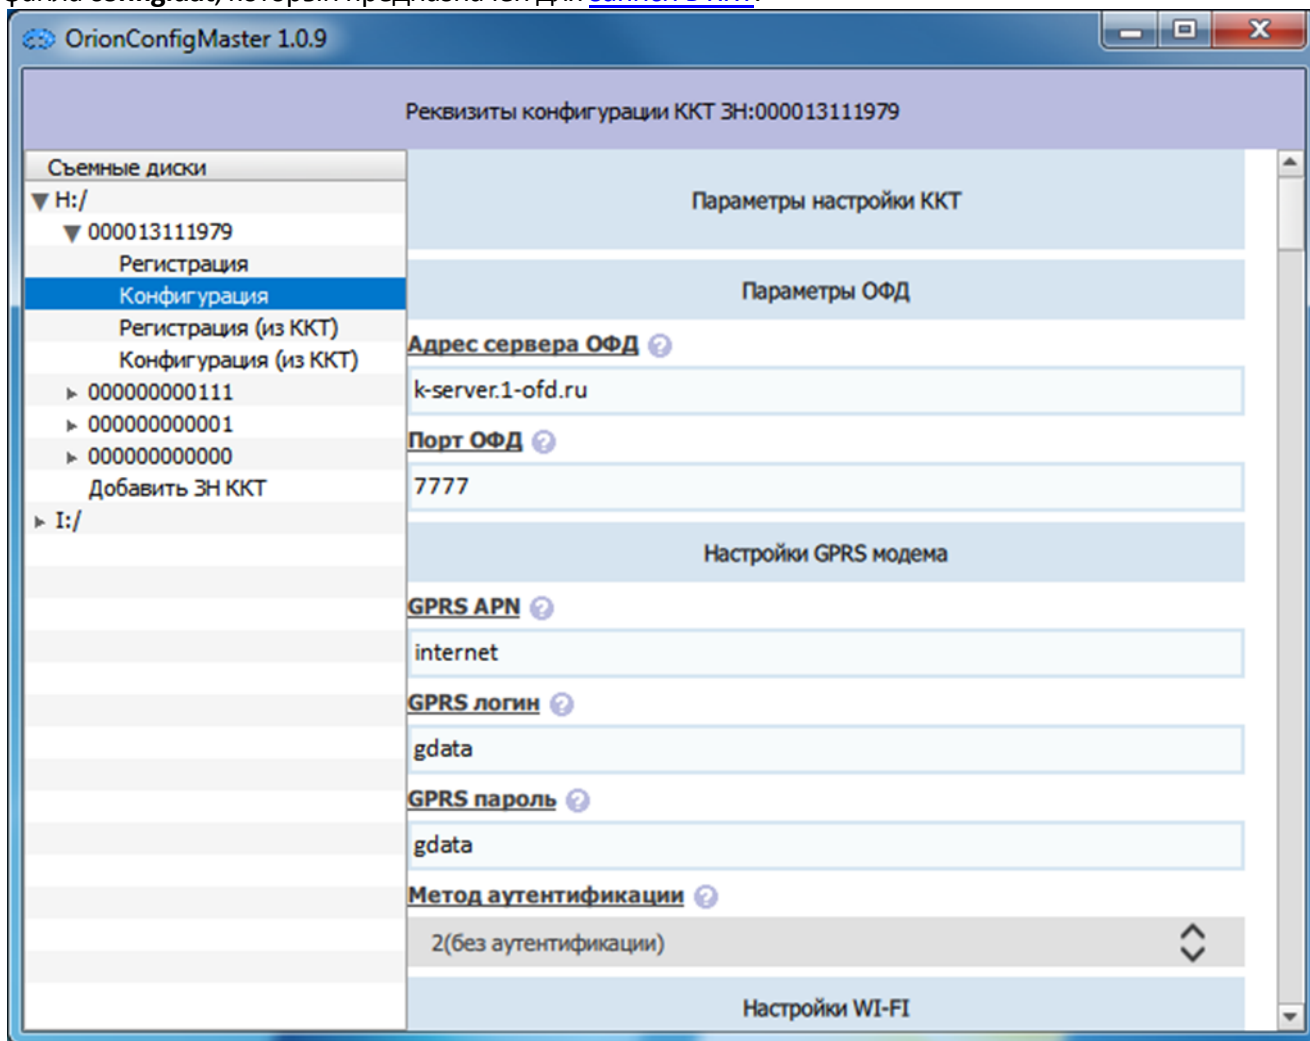 OrionConfigMaster 1.0.9
Реквизиты конфигурации ККТ ЗН:000013111979
Съемные диски
H:/
000013111979
Регистрация
Конфигурация
Регистрация (из ККТ)
Конфигурация (из ККТ)
000000000111
000000000001
000000000000
Добавить ЗН ККТ
I:/
Параметры настройки ККТ
Параметры ОФД
Адрес сервера ОФД ?
k-server.1-ofd.ru
Порт ОФД ?
7777
Настройки GPRS модема
GPRS APN ?
internet
GPRS логин ?
gdata
GPRS пароль ?
gdata
Метод аутентификации ?
2(без аутентификации)
Настройки WI-FI